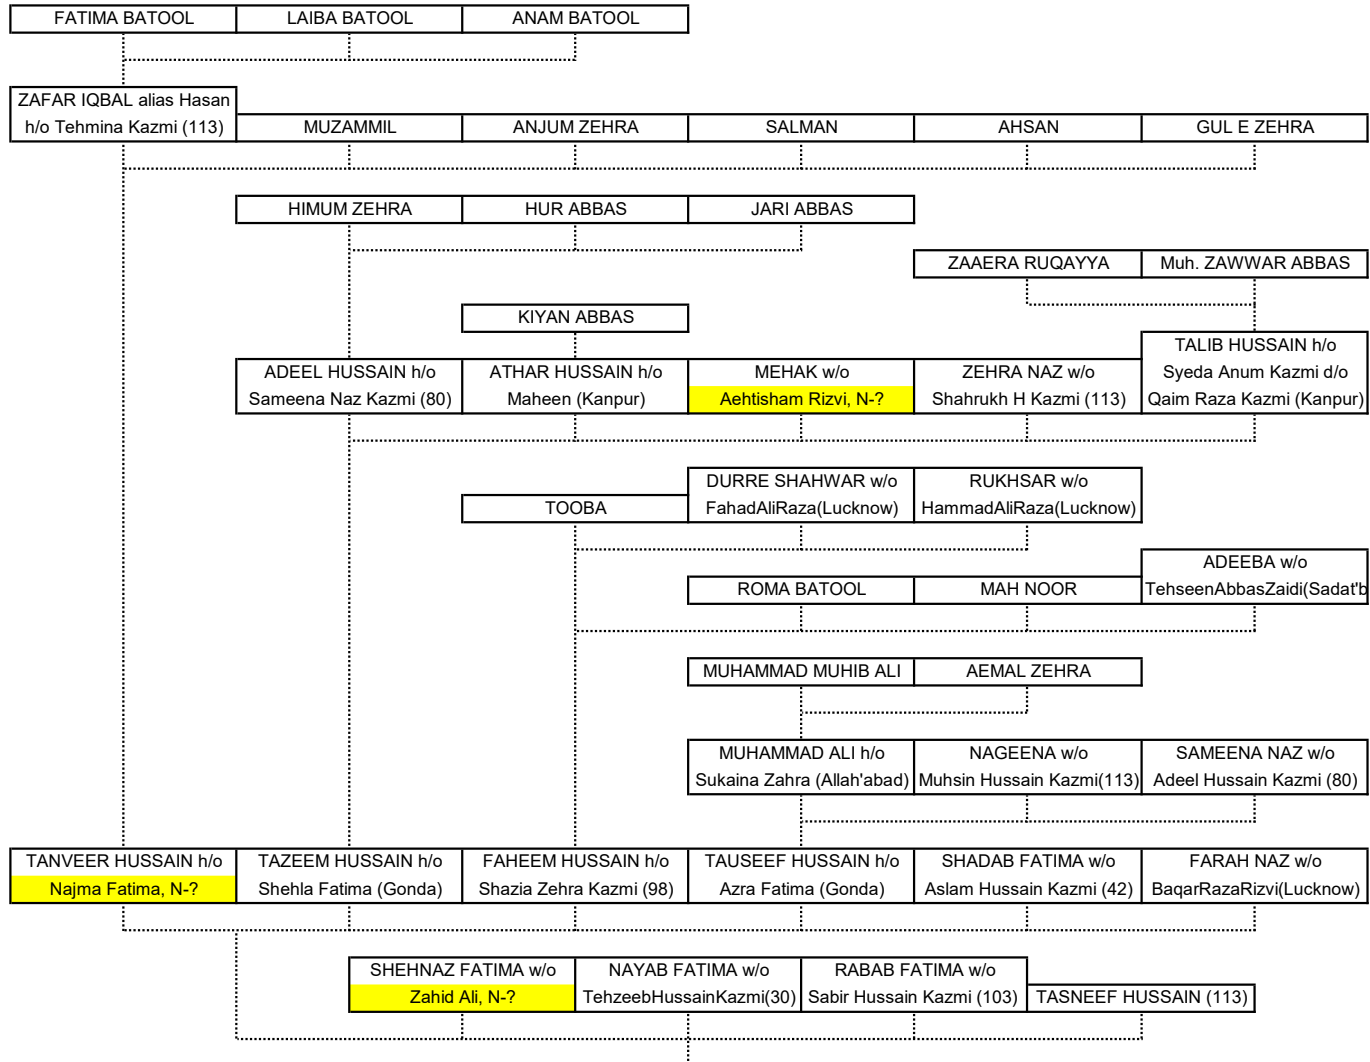 FATIMA BATOOL
LAIBA BATOOL
ANAM BATOOL
ZAFAR IQBAL alias Hasan
h/o Tehmina Kazmi (113)
MUZAMMIL
ANJUM ZEHRA
SALMAN
AHSAN
GUL E ZEHRA
HIMUM ZEHRA
HUR ABBAS
JARI ABBAS
ZAAERA RUQAYYA
Muh. ZAWWAR ABBAS
KIYAN ABBAS
ADEEL HUSSAIN h/o
Sameena Naz Kazmi (80)
ATHAR HUSSAIN h/o
Maheen (Kanpur)
MEHAK w/o
Aehtisham Rizvi, N-?
ZEHRA NAZ w/o
Shahrukh H Kazmi (113)
TALIB HUSSAIN h/o
Syeda Anum Kazmi d/o
Qaim Raza Kazmi (Kanpur)
TOOBA
DURRE SHAHWAR w/o
FahadAliRaza(Lucknow)
RUKHSAR w/o
HammadAliRaza(Lucknow)
ROMA BATOOL
MAH NOOR
ADEEBA w/o
TehseenAbbasZaidi(Sadat'b
MUHAMMAD MUHIB ALI
AEMAL ZEHRA
MUHAMMAD ALI h/o
Sukaina Zahra (Allah'abad)
NAGEENA w/o
Muhsin Hussain Kazmi(113)
SAMEENA NAZ w/o
Adeel Hussain Kazmi (80)
TANVEER HUSSAIN h/o
Najma Fatima, N-?
TAZEEM HUSSAIN h/o
Shehla Fatima (Gonda)
FAHEEM HUSSAIN h/o
Shazia Zehra Kazmi (98)
TAUSEEF HUSSAIN h/o
Azra Fatima (Gonda)
SHADAB FATIMA w/o
Aslam Hussain Kazmi (42)
FARAH NAZ w/o
BaqarRazaRizvi(Lucknow)
SHEHNAZ FATIMA w/o
Zahid Ali, N-?
NAYAB FATIMA w/o
TehzeebHussainKazmi(30)
RABAB FATIMA w/o
Sabir Hussain Kazmi (103)
TASNEEF HUSSAIN (113)